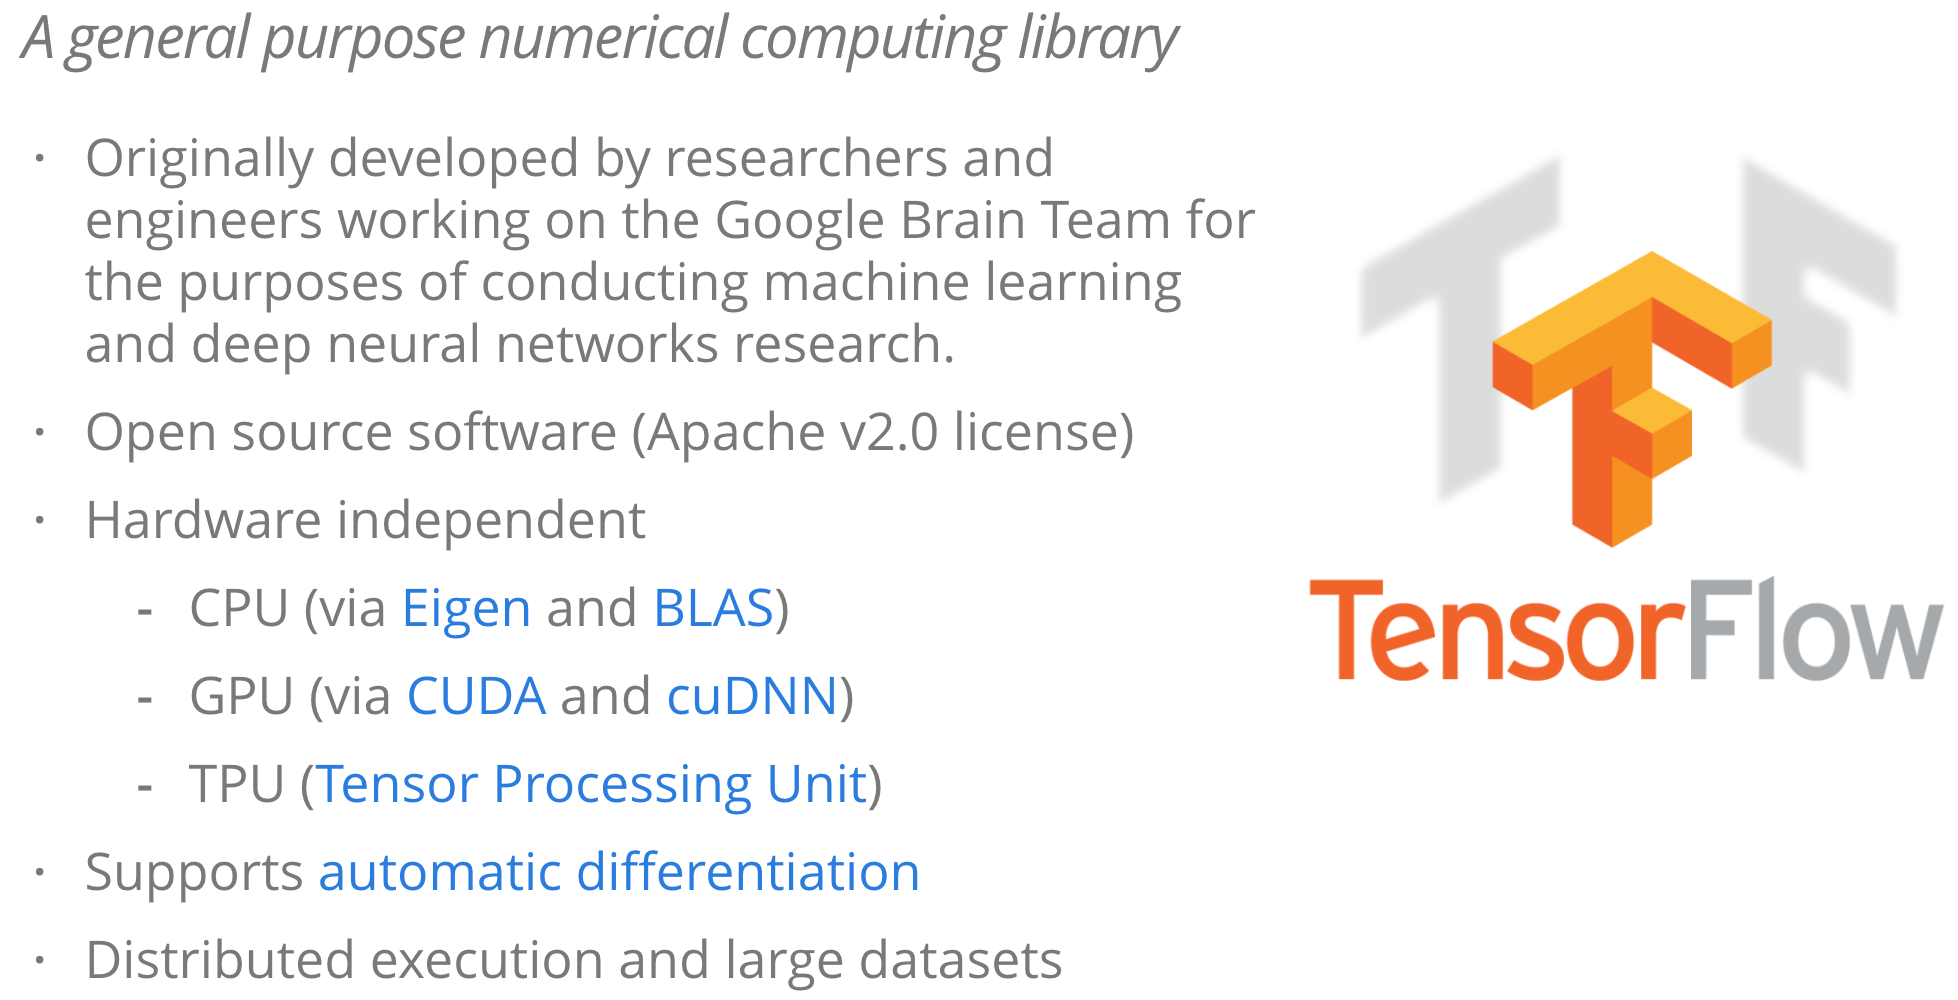 A general purpose numerical computing library
· Originally developed by researchers and
engineers working on the Google Brain Team for
the purposes of conducting machine learning
and deep neural networks research.
· Open source software (Apache v2.0 license)
· Hardware independent
- CPU (via Eigen and BLAS)
- GPU (via CUDA and cuDNN)
- TPU (Tensor Processing Unit)
· Supports automatic differentiation
· Distributed execution and large datasets
TF
TensorFlow